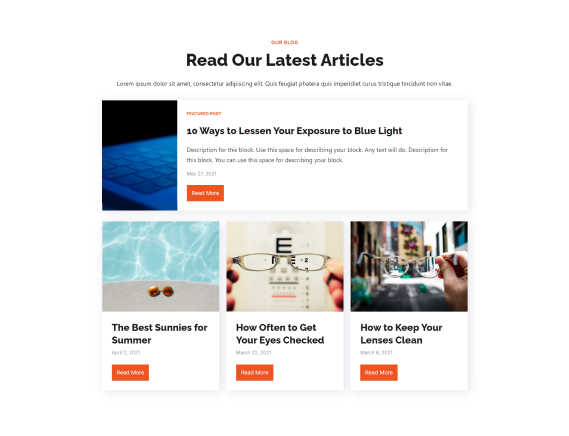 OUR BLOG
Read Our Latest Articles
Lorem ipsum dolor sit amet, consectetur adipiscing elit. Quis feugiat phatera quis imperdiet curus tristique tincidunt non vitae.
FEATURED POST
10 Ways to Lessen Your Exposure to Blue Light
Description for this block. Use this space for describing your block. Any text will do. Description for
this block. You can use this space for describing your block.
May 27, 2021
Read More
The Best Sunnies for
Summer
April 2, 2021
Read More
How Often to Get
Your Eyes Checked
March 22, 2021
Read More
How to Keep Your
Lenses Clean
March 8, 2021
Read More